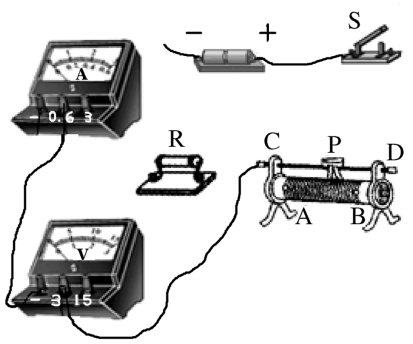 − + S
A
- 0.6 3
R
C P D
A B
V
- 3 15